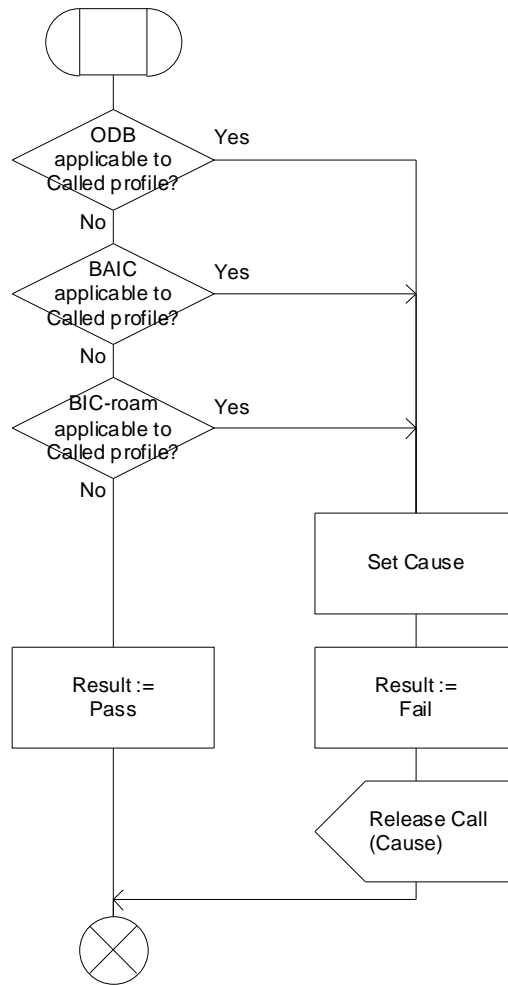 ODB
applicable to
Called profile?
Yes
No
BAIC
applicable to
Called profile?
Yes
No
BIC-roam
applicable to
Called profile?
Yes
No
Set Cause
Result :=
Pass
Result :=
Fail
Release Call
(Cause)